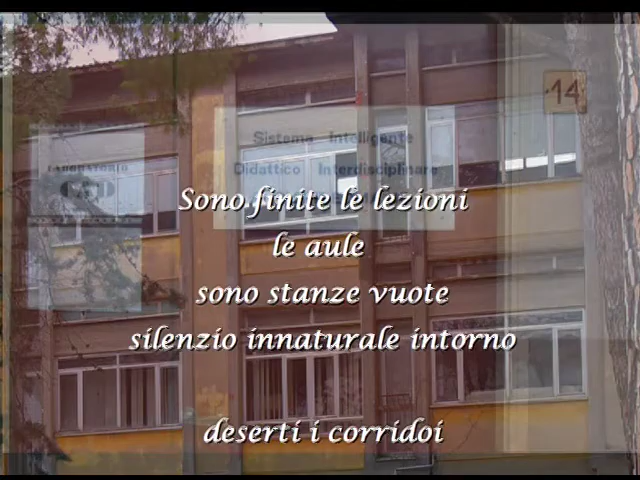 14
Sistema Intelligente
Didattico Interdisciplinare
LABORATORIO
Sono finite le lezioni
le aule
sono stanze vuote
silenzio innaturale intorno
deserti i corridoi